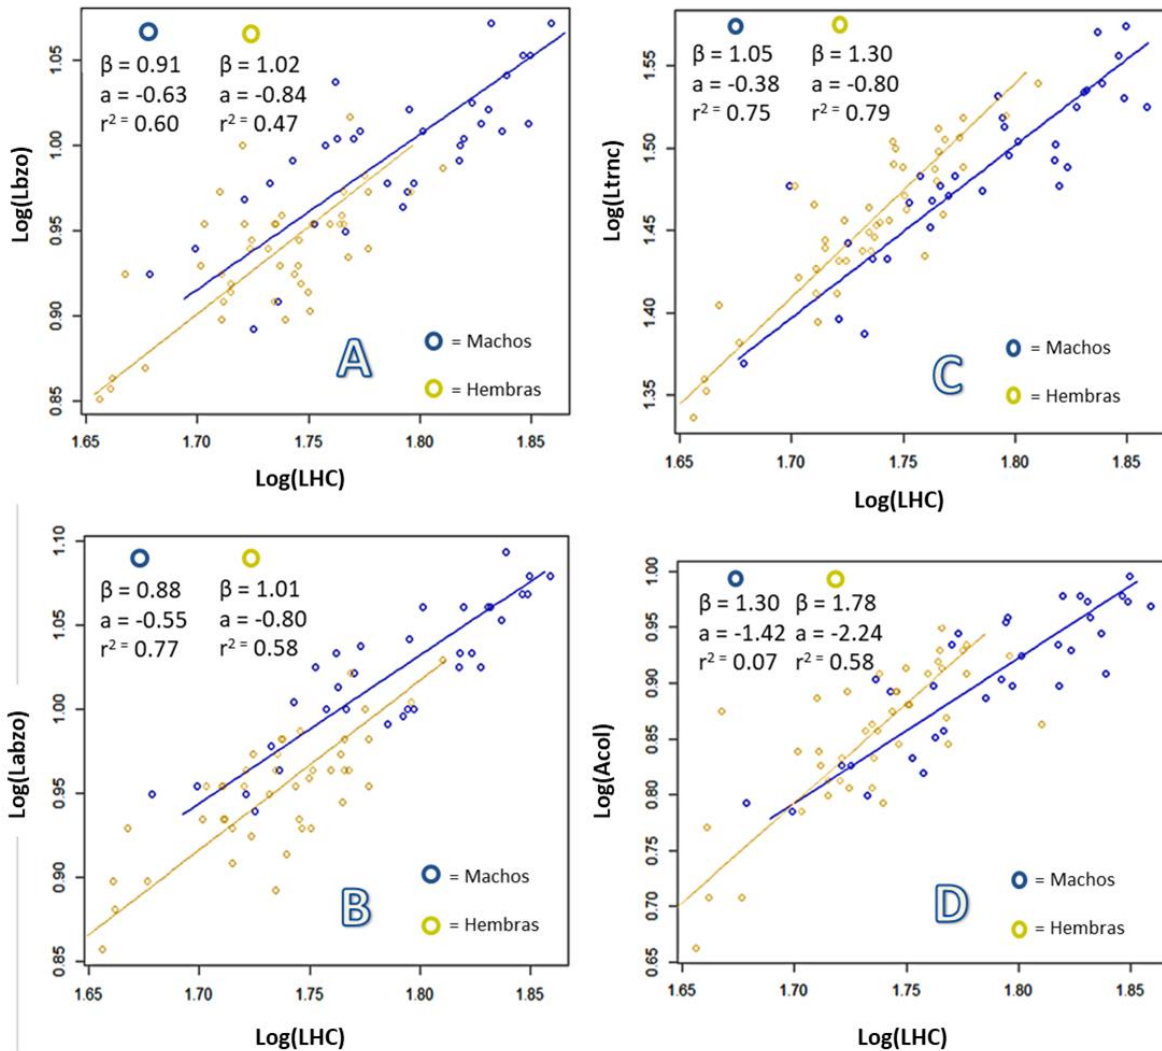 β = 0.91 β = 1.02
a = -0.63 a = -0.84
r² = 0.60 r² = 0.47
A
= Machos
= Hembras
Log(Lbzo)
0.85 0.90 0.95 1.00 1.05
1.65 1.70 1.75 1.80 1.85
Log(LHC)
β = 1.05 β = 1.30
a = -0.38 a = -0.80
r² = 0.75 r² = 0.79
C
= Machos
= Hembras
Log(Ltrnc)
1.35 1.40 1.45 1.50 1.55
1.65 1.70 1.75 1.80 1.85
Log(LHC)
β = 0.88 β = 1.01
a = -0.55 a = -0.80
r² = 0.77 r² = 0.58
B
= Machos
= Hembras
Log(Labzo)
0.85 0.90 0.95 1.00 1.05 1.10
1.65 1.70 1.75 1.80 1.85
Log(LHC)
β = 1.30 β = 1.78
a = -1.42 a = -2.24
r² = 0.07 r² = 0.58
D
= Machos
= Hembras
Log(Acol)
0.65 0.70 0.75 0.80 0.85 0.90 0.95 1.00
1.65 1.70 1.75 1.80 1.85
Log(LHC)